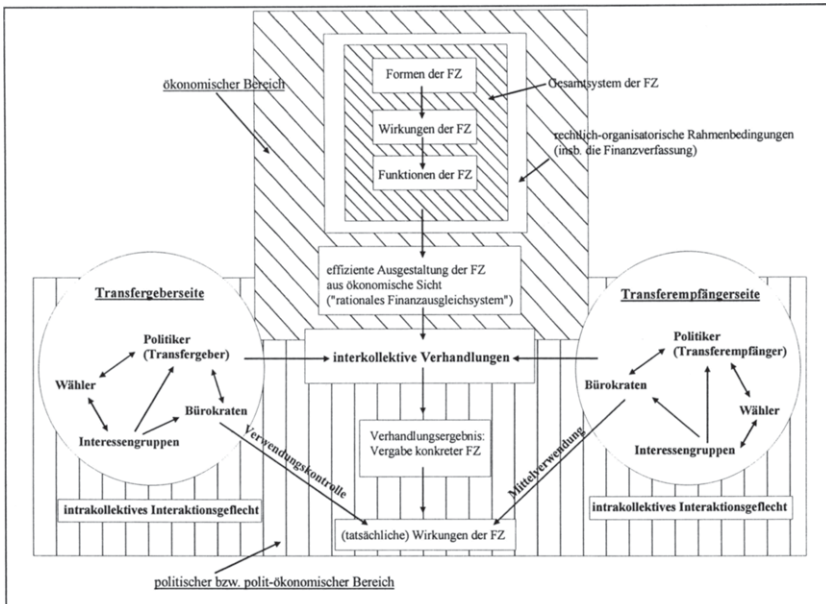 Formen der FZ
ökonomischer Bereich
Gesamtsystem der FZ
Wirkungen der FZ
rechtlich-organisatorische Rahmenbedingungen
(insb. die Finanzverfassung)
Funktionen der FZ
effiziente Ausgestaltung der FZ
aus ökonomische Sicht
("rationales Finanzausgleichsystem")
Transfergeberseite
Politiker
(Transfergeber)
Wähler
Bürokraten
Interessengruppen
intrakollektives Interaktionsgeflecht
interkollektive Verhandlungen
Transferempfängerseite
Politiker
(Transferempfänger)
Bürokraten
Wähler
Interessengruppen
intrakollektives Interaktionsgeflecht
Verhandlungsergebnis:
Vergabe konkreter FZ
Verwendungskontrolle
Mittelverwendung
(tatsächliche) Wirkungen der FZ
politischer bzw. polit-ökonomischer Bereich